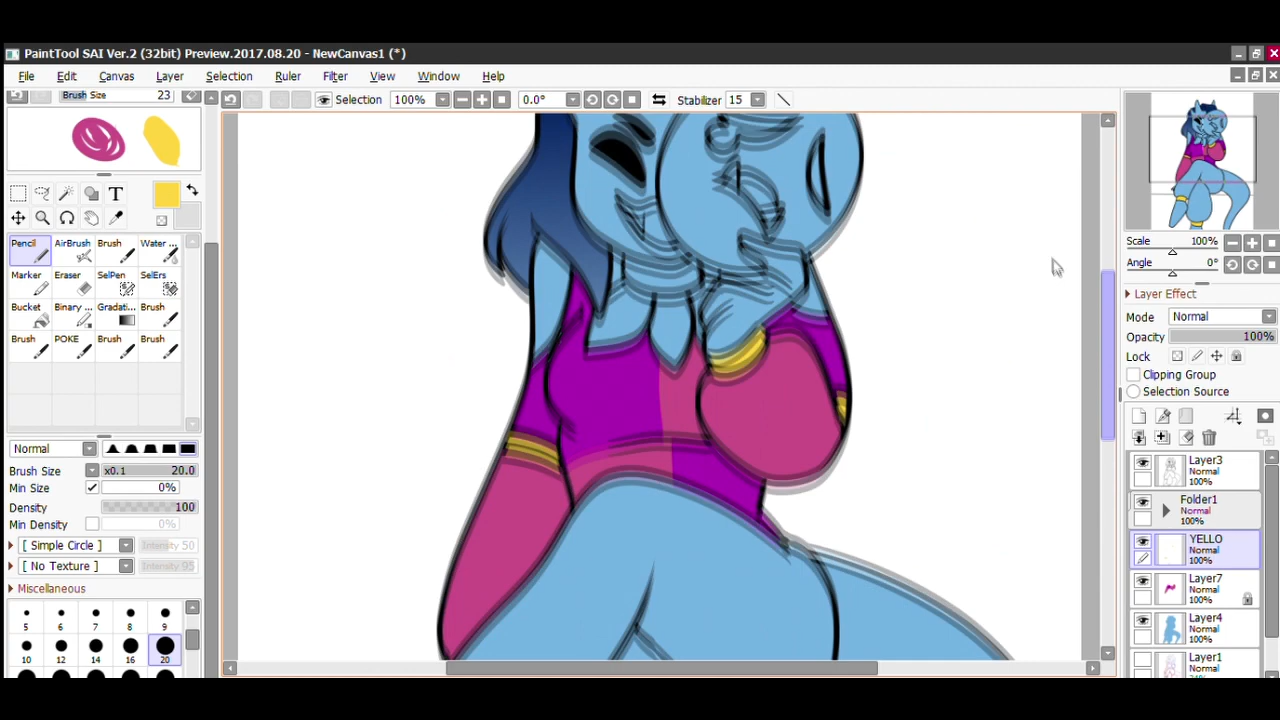 PaintTool SAI Ver.2 (32bit) Preview.2017.08.20 - NewCanvas1 (*)
File Edit Canvas Layer Selection Ruler Filter View Window Help
Brush Size 23
Selection 100% 0.0° Stabilizer 15
Scale 100%
Angle 0°
Layer Effect
Mode Normal
Opacity 100%
Lock
Clipping Group
Selection Source
Pencil AirBrush Brush Water ...
Marker Eraser SelPen SelErs
Bucket Binary ... Gradati... Brush
Brush POKE Brush Brush
Normal
Brush Size x0.1 20.0
Min Size 0%
Density 100
Min Density 0%
[ Simple Circle ] Intensity 50
[ No Texture ] Intensity 95
Miscellaneous
5 6 7 8 9
10 12 14 16 20
Layer3
Normal
100%
Folder1
Normal
100%
YELLO
Normal
100%
Layer7
Normal
100%
Layer4
Normal
100%
Layer1
Normal